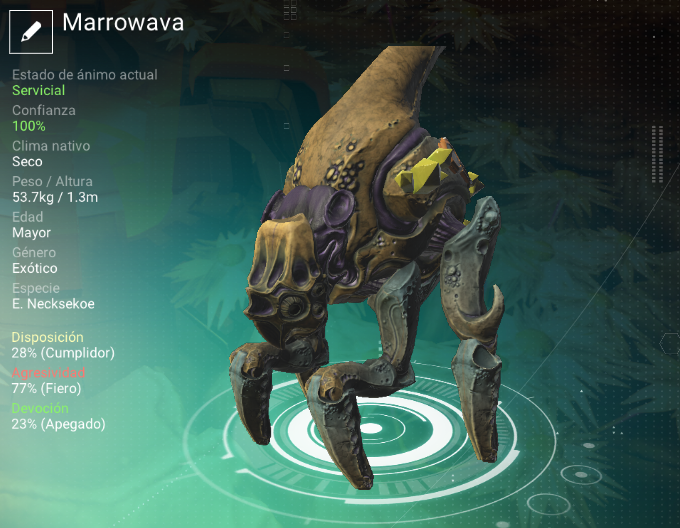 Marrowava
Estado de ánimo actual
Servicial
Confianza
100%
Clima nativo
Seco
Peso / Altura
53.7kg / 1.3m
Edad
Mayor
Género
Exótico
Especie
E. Necksekoe
Disposición
28% (Cumplidor)
Agresividad
77% (Fiero)
Devoción
23% (Apegado)